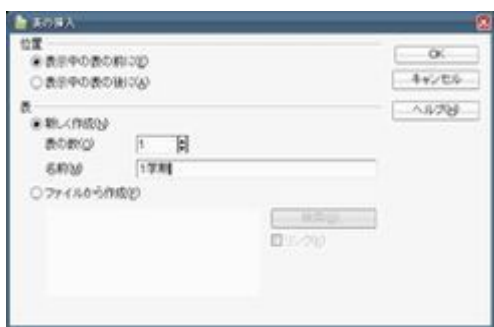 表の挿入
位置
表示中の表の前に(E)
表示中の表の後に(A)
OK
キャンセル
ヘルプ(H)
表
新しく作成(N)
表の数(O) 1
名前(M) 1学期
ファイルから作成(F)
検索(B)...
リンク(K)